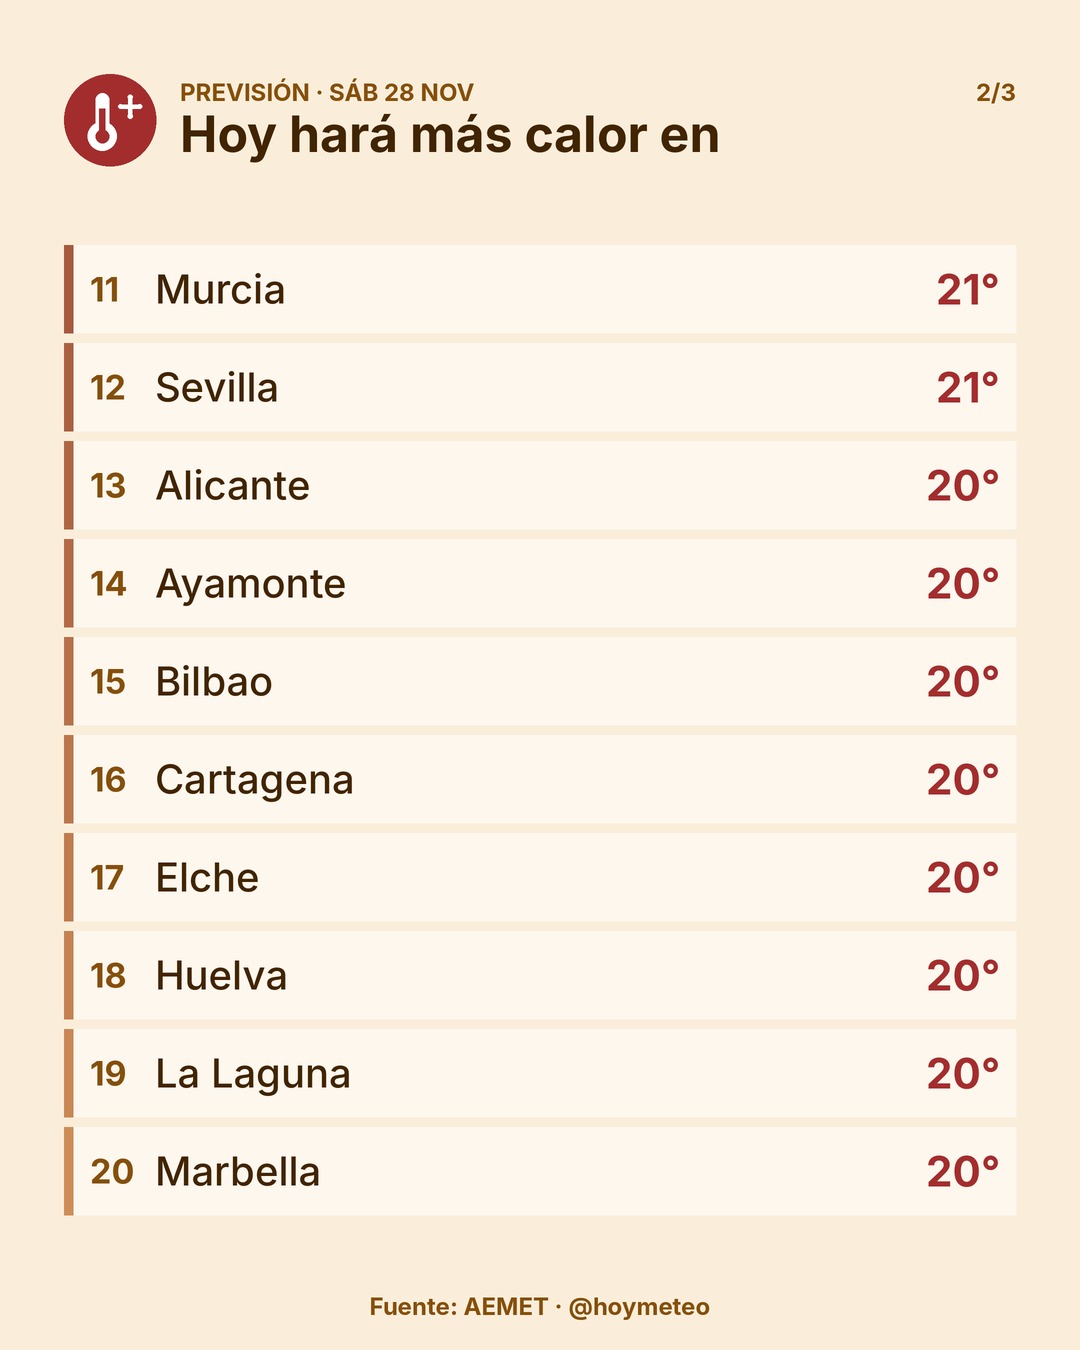 PREVISIÓN · SÁB 28 NOV
2/3
Hoy hará más calor en
11 Murcia 21°
12 Sevilla 21°
13 Alicante 20°
14 Ayamonte 20°
15 Bilbao 20°
16 Cartagena 20°
17 Elche 20°
18 Huelva 20°
19 La Laguna 20°
20 Marbella 20°
Fuente: AEMET · @hoymeteo